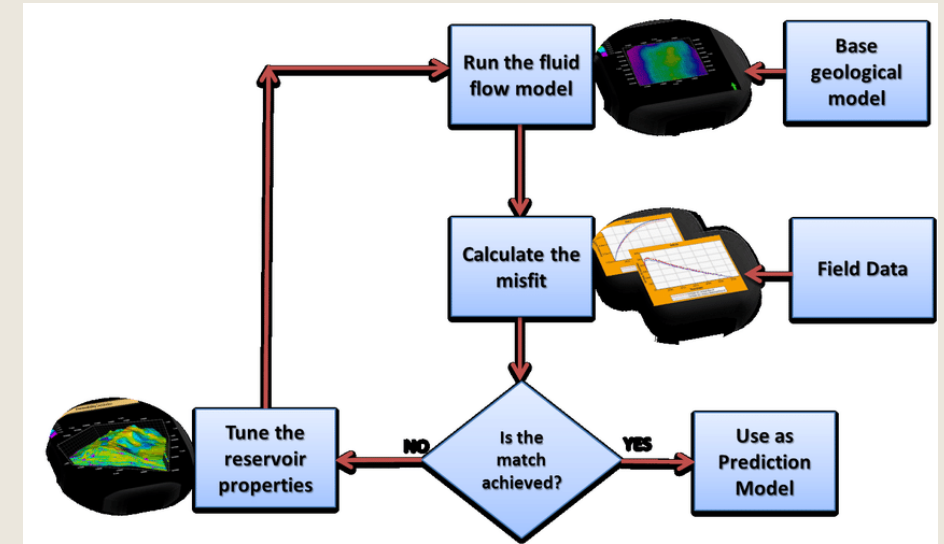 Run the fluid
flow model
Base
geological
model
Calculate the
misfit
Field Data
Tune the
reservoir
properties
NO
Is the
match
achieved?
YES
Use as
Prediction
Model